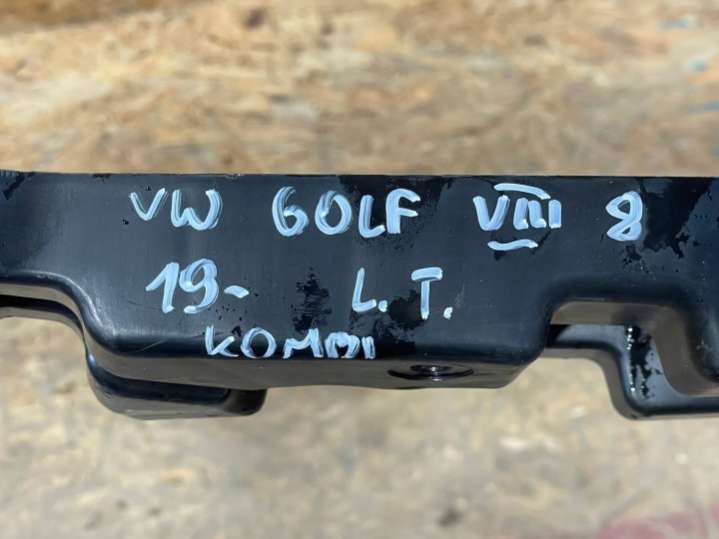 VW GOLF VIII 8
19- L.T.
KOMBI